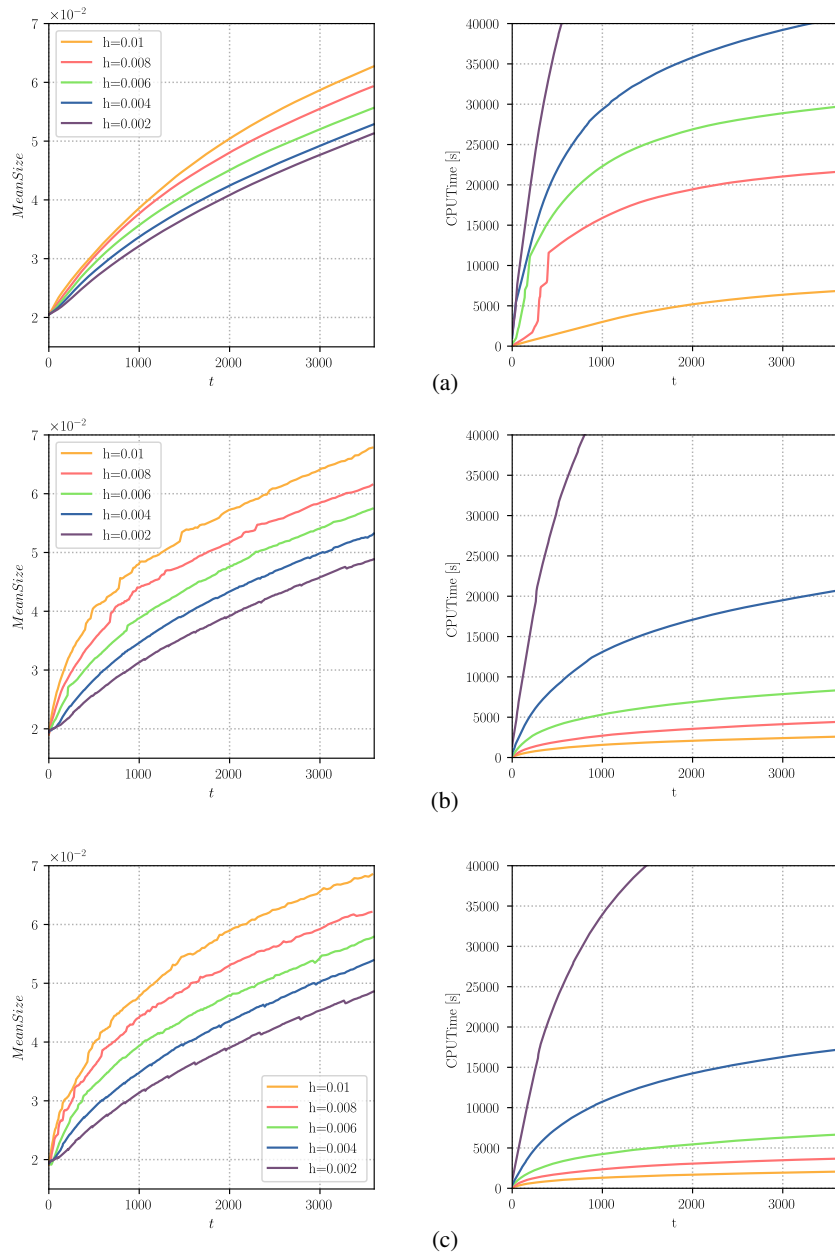 ×10⁻²
7
6
5
4
3
2
MeanSize
h=0.01
h=0.008
h=0.006
h=0.004
h=0.002
0
1000
2000
3000
t
40000
35000
30000
25000
20000
15000
10000
5000
0
CPUTime [s]
0
1000
2000
3000
t
(a)
×10⁻²
7
6
5
4
3
2
MeanSize
h=0.01
h=0.008
h=0.006
h=0.004
h=0.002
0
1000
2000
3000
t
40000
35000
30000
25000
20000
15000
10000
5000
0
CPUTime [s]
0
1000
2000
3000
t
(b)
×10⁻²
7
6
5
4
3
2
MeanSize
h=0.01
h=0.008
h=0.006
h=0.004
h=0.002
0
1000
2000
3000
t
40000
35000
30000
25000
20000
15000
10000
5000
0
CPUTime [s]
0
1000
2000
3000
t
(c)